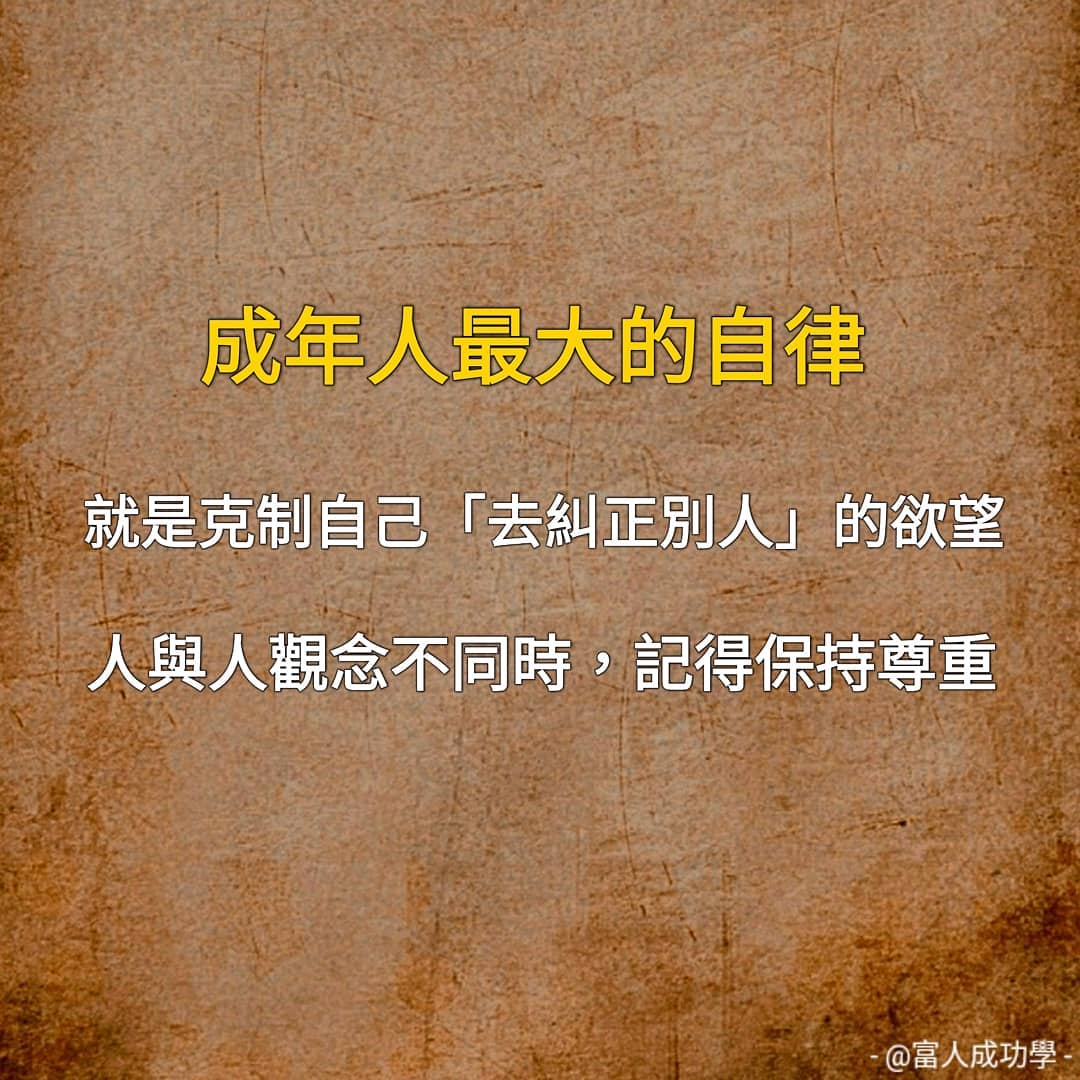 成年人最大的自律
就是克制自己「去糾正別人」的欲望
人與人觀念不同時，記得保持尊重
- @富人成功學 -